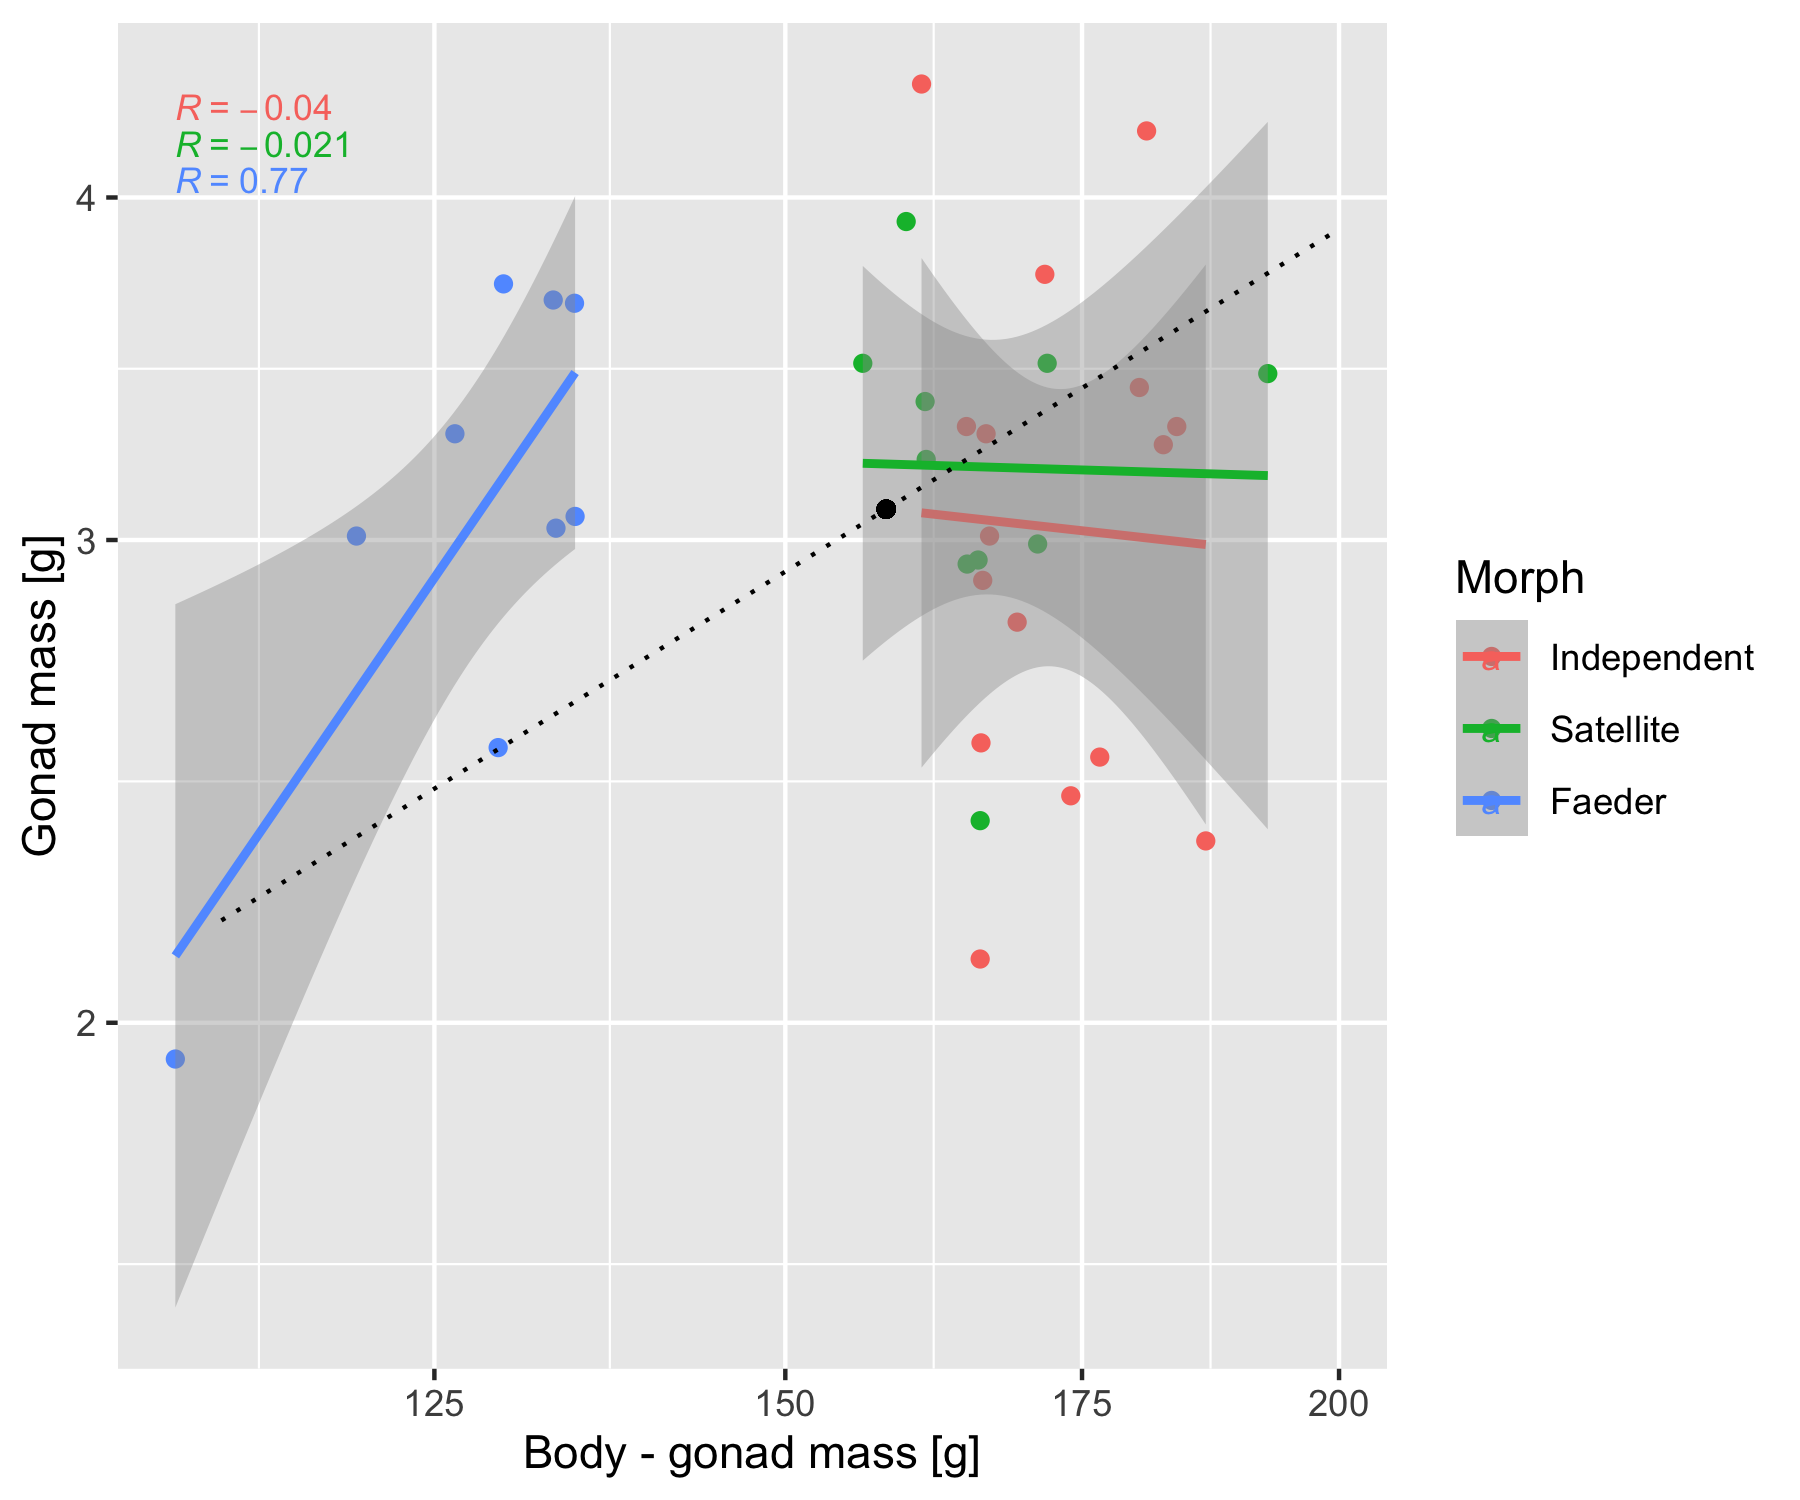 R = −0.04
R = −0.021
R = 0.77
4
3
2
Gonad mass [g]
125 150 175 200
Body - gonad mass [g]
Morph
a Independent
a Satellite
a Faeder